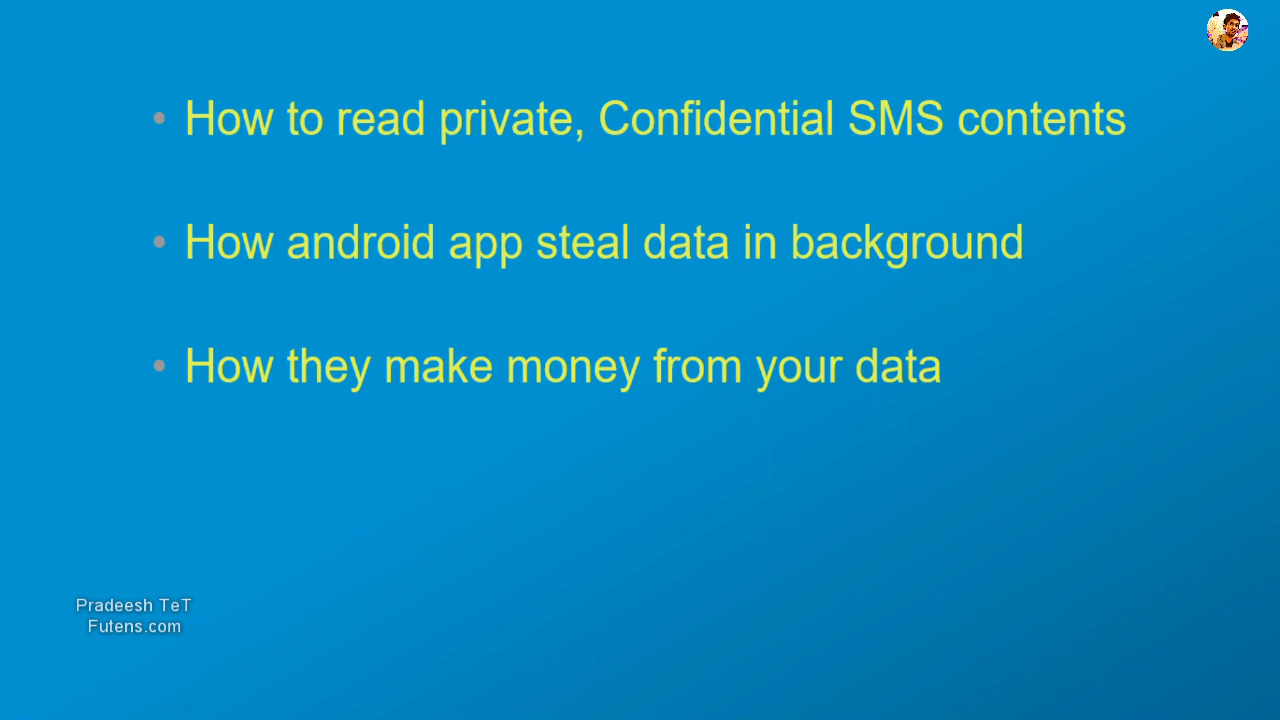 • How to read private, Confidential SMS contents
• How android app steal data in background
• How they make money from your data
Pradeesh TeT
Futens.com